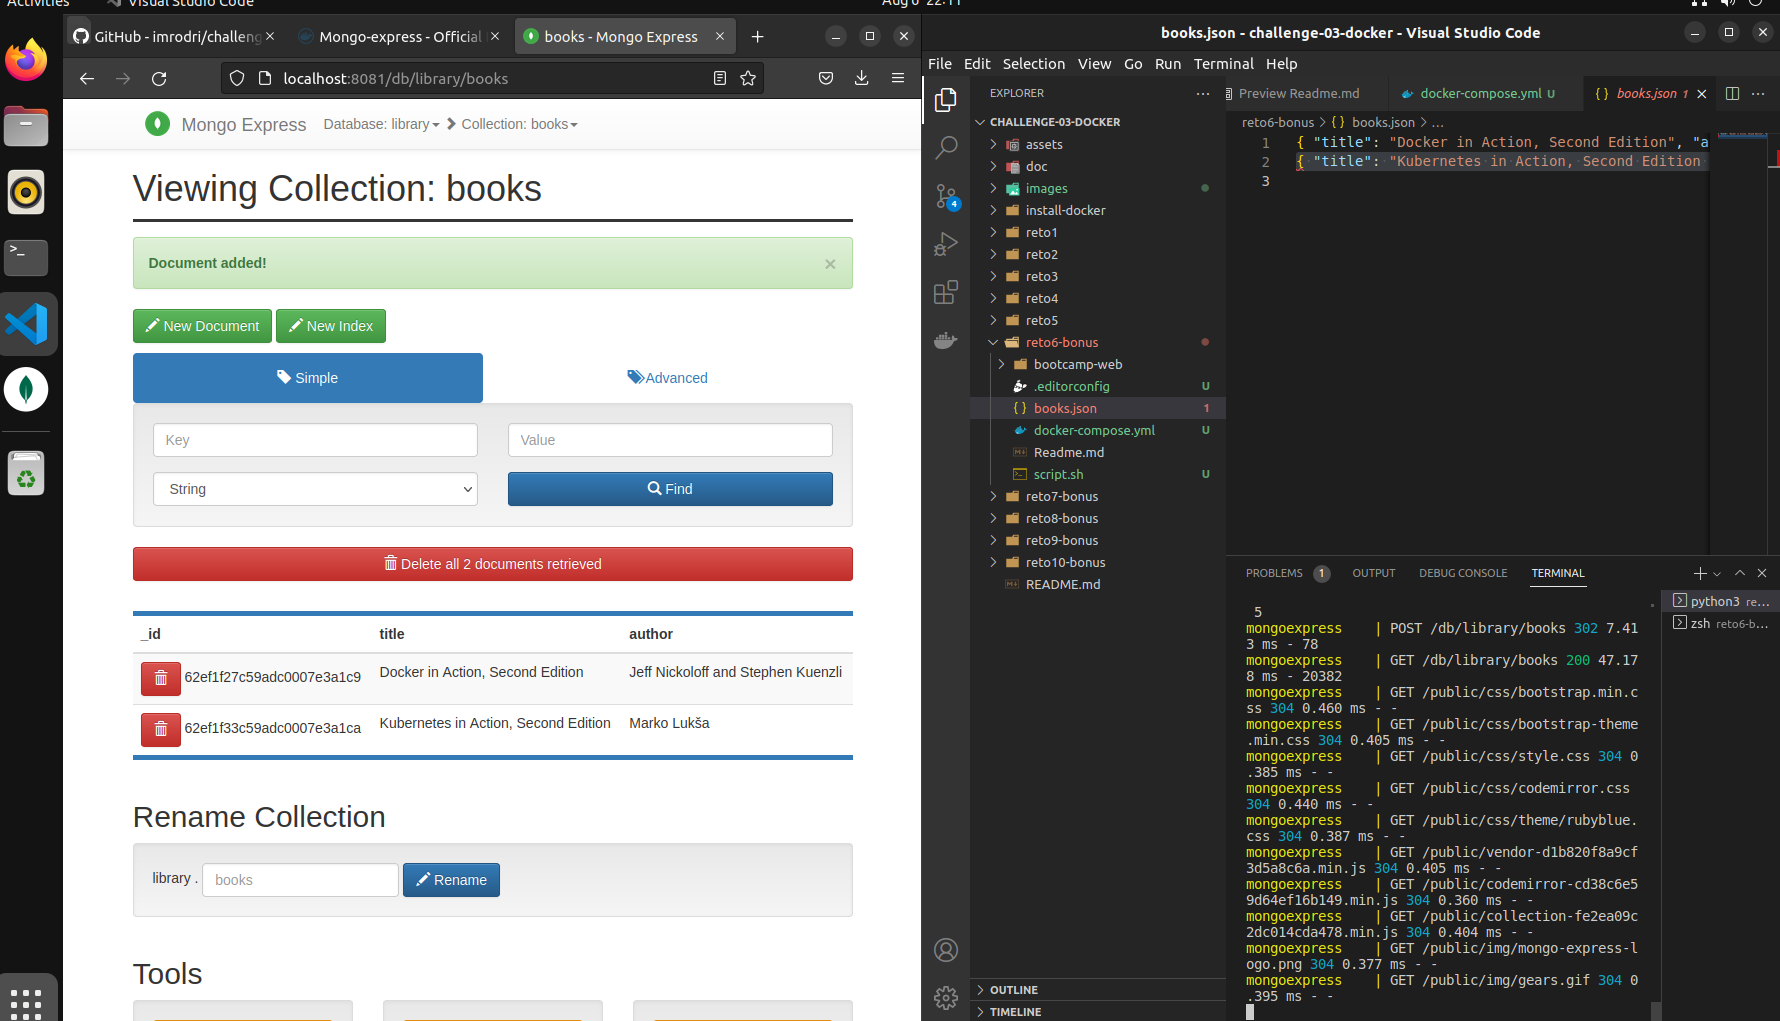 Activities
Visual Studio Code
Aug 6 22:11
GitHub - imrodri/challeng
Mongo-express - Official
books - Mongo Express
localhost:8081/db/library/books
Mongo Express
Database: library
Collection: books
Viewing Collection: books
Document added!
New Document
New Index
Simple
Advanced
Key
Value
String
Find
Delete all 2 documents retrieved
_id title author
62ef1f27c59adc0007e3a1c9 Docker in Action, Second Edition Jeff Nickoloff and Stephen Kuenzli
62ef1f33c59adc0007e3a1ca Kubernetes in Action, Second Edition Marko Lukša
Rename Collection
library . books Rename
Tools
books.json - challenge-03-docker - Visual Studio Code
File Edit Selection View Go Run Terminal Help
EXPLORER
CHALLENGE-03-DOCKER
assets
doc
images
install-docker
reto1
reto2
reto3
reto4
reto5
reto6-bonus
bootcamp-web
.editorconfig U
books.json 1
docker-compose.yml U
Readme.md
script.sh U
reto7-bonus
reto8-bonus
reto9-bonus
reto10-bonus
README.md
OUTLINE
TIMELINE
4
Preview Readme.md
docker-compose.yml U
{ } books.json 1
reto6-bonus > { } books.json > ...
1 { "title": "Docker in Action, Second Edition", "a
2 { "title": "Kubernetes in Action, Second Edition
3
PROBLEMS 1 OUTPUT DEBUG CONSOLE TERMINAL
python3 re...
zsh reto6-b...
5
mongoexpress | POST /db/library/books 302 7.41
3 ms - 78
mongoexpress | GET /db/library/books 200 47.17
8 ms - 20382
mongoexpress | GET /public/css/bootstrap.min.c
ss 304 0.460 ms - -
mongoexpress | GET /public/css/bootstrap-theme
.min.css 304 0.405 ms - -
mongoexpress | GET /public/css/style.css 304 0
.385 ms - -
mongoexpress | GET /public/css/codemirror.css
304 0.440 ms - -
mongoexpress | GET /public/css/theme/rubyblue.
css 304 0.387 ms - -
mongoexpress | GET /public/vendor-d1b820f8a9cf
3d5a8c6a.min.js 304 0.405 ms - -
mongoexpress | GET /public/codemirror-cd38c6e5
9d64ef16b149.min.js 304 0.360 ms - -
mongoexpress | GET /public/collection-fe2ea09c
2dc014cda478.min.js 304 0.404 ms - -
mongoexpress | GET /public/img/mongo-express-l
ogo.png 304 0.377 ms - -
mongoexpress | GET /public/img/gears.gif 304 0
.395 ms - -